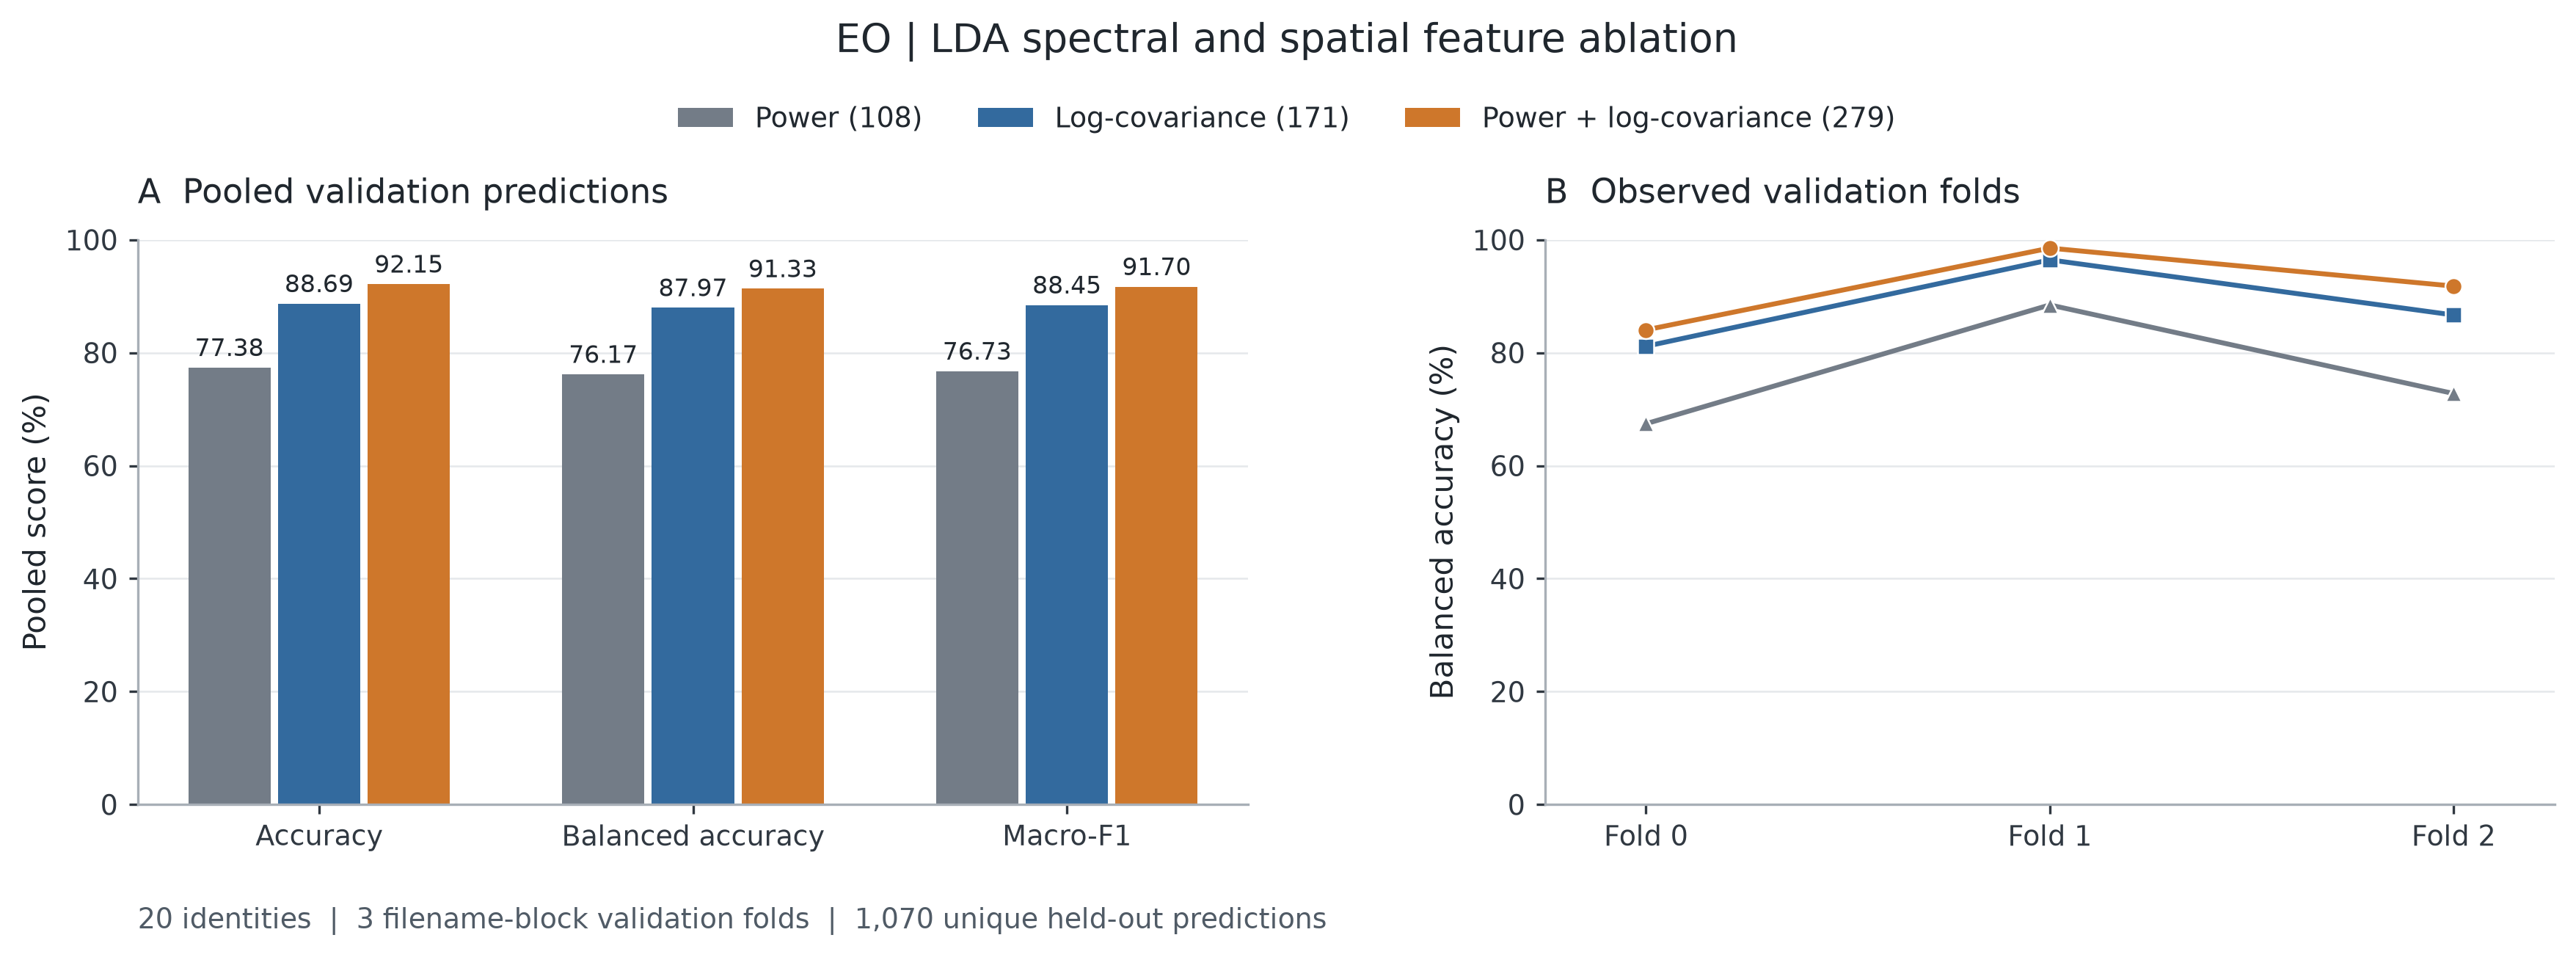 EO | LDA spectral and spatial feature ablation
Power (108)
Log-covariance (171)
Power + log-covariance (279)
A Pooled validation predictions
Pooled score (%)
100
80
60
40
20
0
77.38
88.69
92.15
76.17
87.97
91.33
76.73
88.45
91.70
Accuracy
Balanced accuracy
Macro-F1
B Observed validation folds
Balanced accuracy (%)
100
80
60
40
20
0
Fold 0
Fold 1
Fold 2
20 identities | 3 filename-block validation folds | 1,070 unique held-out predictions